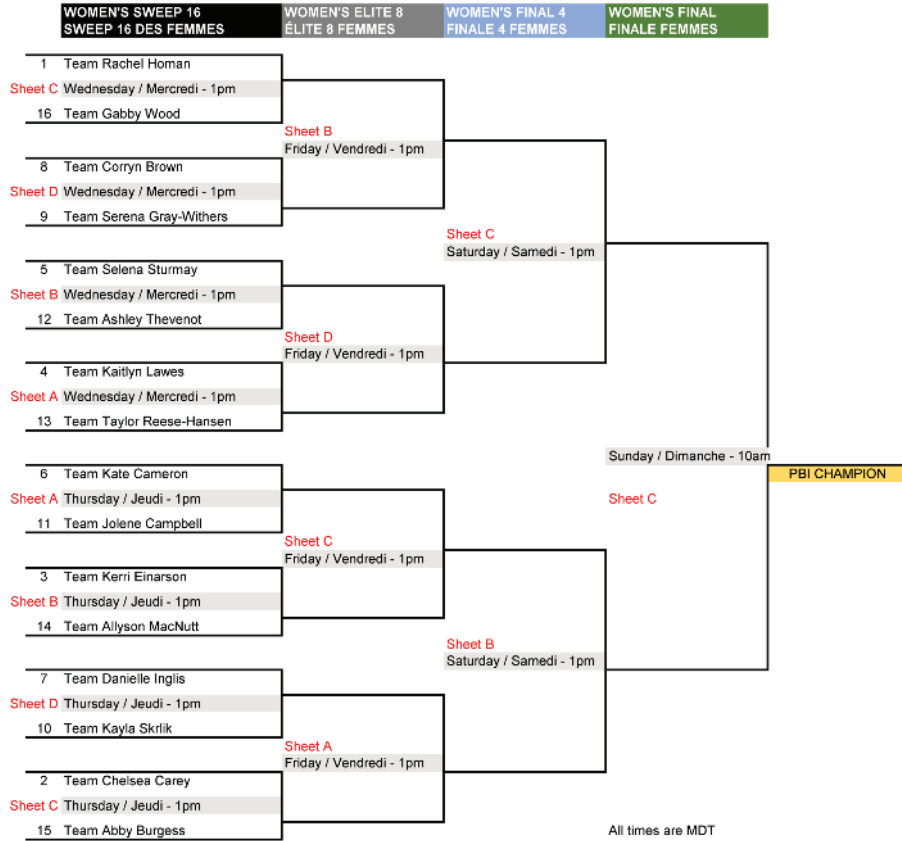 WOMEN'S SWEEP 16
SWEEP 16 DES FEMMES
WOMEN'S ELITE 8
ÉLITE 8 FEMMES
WOMEN'S FINAL 4
FINALE 4 FEMMES
WOMEN'S FINAL
FINALE FEMMES
1 Team Rachel Homan
Sheet C Wednesday / Mercredi - 1pm
16 Team Gabby Wood
Sheet B
Friday / Vendredi - 1pm
8 Team Corryn Brown
Sheet D Wednesday / Mercredi - 1pm
9 Team Serena Gray-Withers
Sheet C
Saturday / Samedi - 1pm
5 Team Selena Sturmay
Sheet B Wednesday / Mercredi - 1pm
12 Team Ashley Thevenot
Sheet D
Friday / Vendredi - 1pm
4 Team Kaitlyn Lawes
Sheet A Wednesday / Mercredi - 1pm
13 Team Taylor Reese-Hansen
Sunday / Dimanche - 10am
PBI CHAMPION
Sheet C
6 Team Kate Cameron
Sheet A Thursday / Jeudi - 1pm
11 Team Jolene Campbell
Sheet C
Friday / Vendredi - 1pm
3 Team Kerri Einarson
Sheet B Thursday / Jeudi - 1pm
14 Team Allyson MacNutt
Sheet B
Saturday / Samedi - 1pm
7 Team Danielle Inglis
Sheet D Thursday / Jeudi - 1pm
10 Team Kayla Skrlik
Sheet A
Friday / Vendredi - 1pm
2 Team Chelsea Carey
Sheet C Thursday / Jeudi - 1pm
15 Team Abby Burgess
All times are MDT